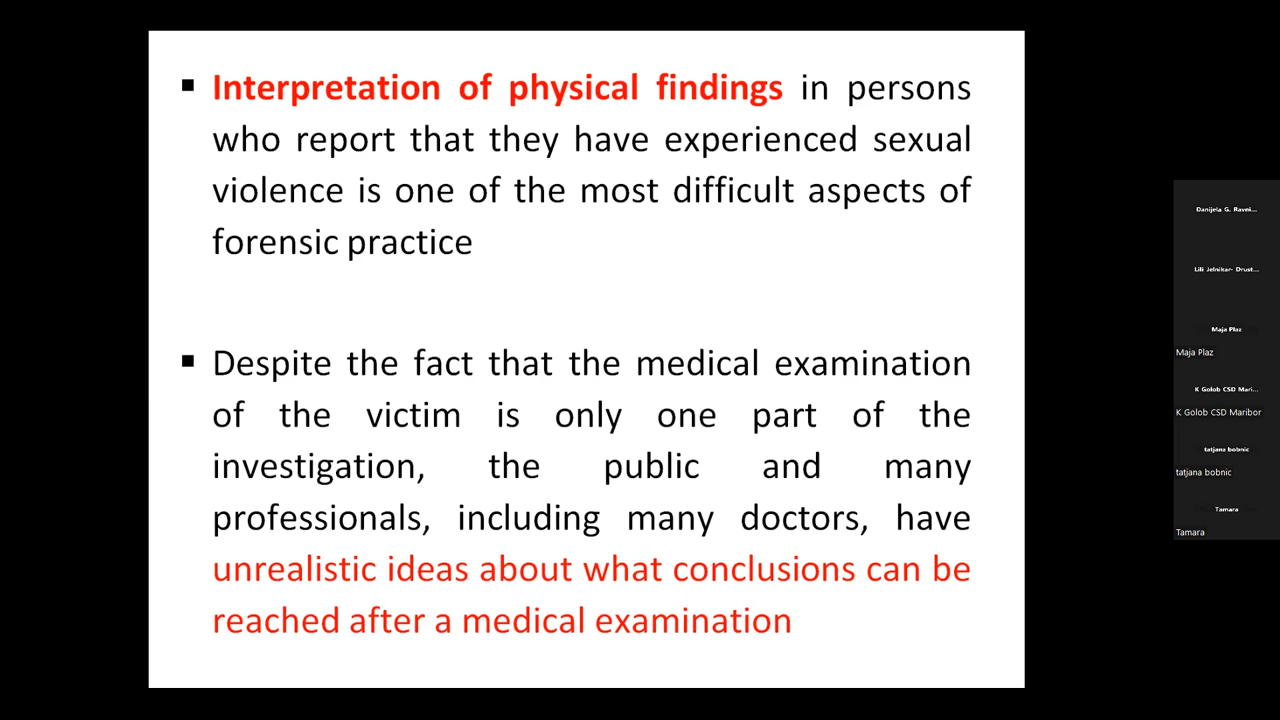 ▪ Interpretation of physical findings in persons
who report that they have experienced sexual
violence is one of the most difficult aspects of
forensic practice
▪ Despite the fact that the medical examination
of the victim is only one part of the
investigation, the public and many
professionals, including many doctors, have
unrealistic ideas about what conclusions can be
reached after a medical examination
Danijela G. Ravni...
Lili Jelnikar- Drust...
Maja Plaz
Maja Plaz
K Golob CSD Mari...
K Golob CSD Maribor
tatjana bobnic
tatjana bobnic
Tamara
Tamara